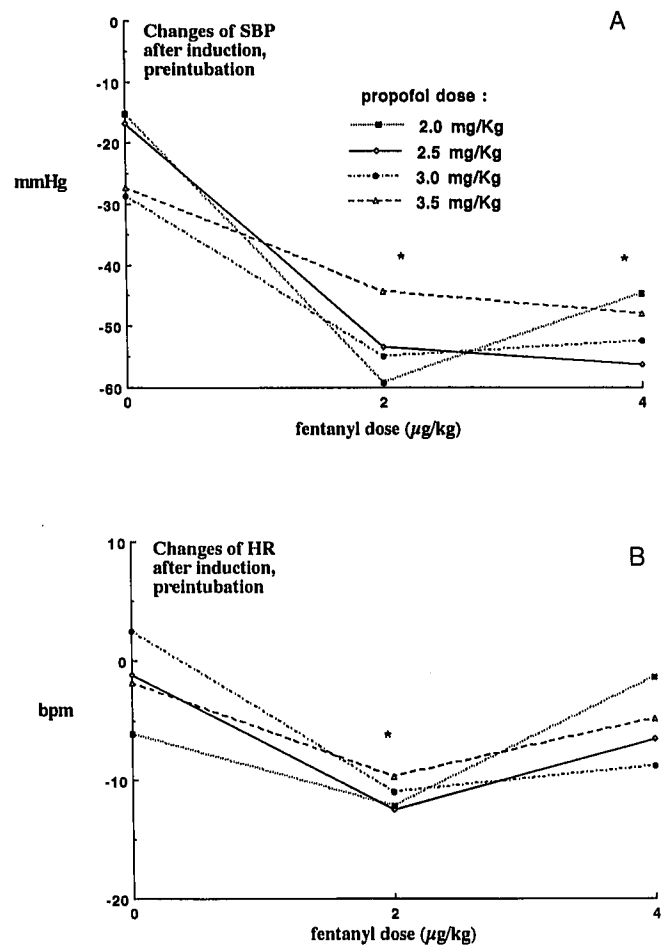 A
Changes of SBP
after induction,
preintubation
0
-10
-20
-30
-40
-50
-60
mmHg
propofol dose :
2.0 mg/Kg
2.5 mg/Kg
3.0 mg/Kg
3.5 mg/Kg
*
*
0
2
4
fentanyl dose (µg/kg)
B
Changes of HR
after induction,
preintubation
10
0
-10
-20
bpm
*
0
2
4
fentanyl dose (µg/kg)